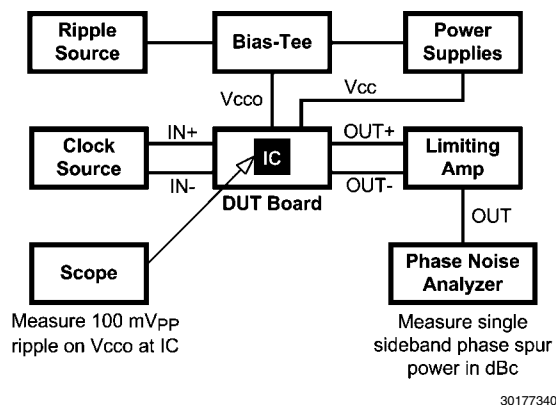 Ripple
Source
Bias-Tee
Power
Supplies
Vcco
Vcc
Clock
Source
IN+
IN-
IC
DUT Board
OUT+
OUT-
Limiting
Amp
OUT
Scope
Phase Noise
Analyzer
Measure 100 mVPP
ripple on Vcco at IC
Measure single
sideband phase spur
power in dBc
30177340